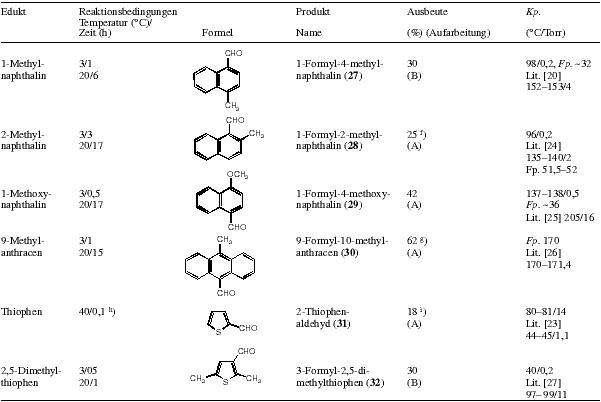 Edukt Reaktionsbedingungen Produkt Ausbeute Kp.
Temperatur (°C)/
Zeit (h) Formel Name (%) (Aufarbeitung) (°C/Torr)
CHO
1-Methyl- 3/1 1-Formyl-4-methyl- 30 98/0,2, Fp. ~32
naphthalin 20/6 naphthalin (27) (B) Lit. [20]
152–153/4
CH₃
CHO
2-Methyl- 3/3 CH₃ 1-Formyl-2-methyl- 25 f) 96/0,2
naphthalin 20/17 naphthalin (28) (A) Lit. [24]
135–140/2
Fp. 51,5–52
OCH₃
1-Methoxy- 3/0,5 1-Formyl-4-methoxy- 42 137–138/0,5
naphthalin 20/17 naphthalin (29) (A) Fp. ~36
Lit. [25] 205/16
CHO
9-Methyl- 3/1 CH₃ 9-Formyl-10-methyl- 62 g) Fp. 170
anthracen 20/15 anthracen (30) (A) Lit. [26]
170–171,4
CHO
Thiophen 40/0,1 h) 2-Thiophen- 18 i) 80–81/14
S CHO aldehyd (31) (A) Lit. [23]
44–45/1,1
CHO
2,5-Dimethyl- 3/05 3-Formyl-2,5-di- 30 40/0,2
thiophen 20/1 CH₃ S CH₃ methylthiophen (32) (B) Lit. [27]
97–99/11